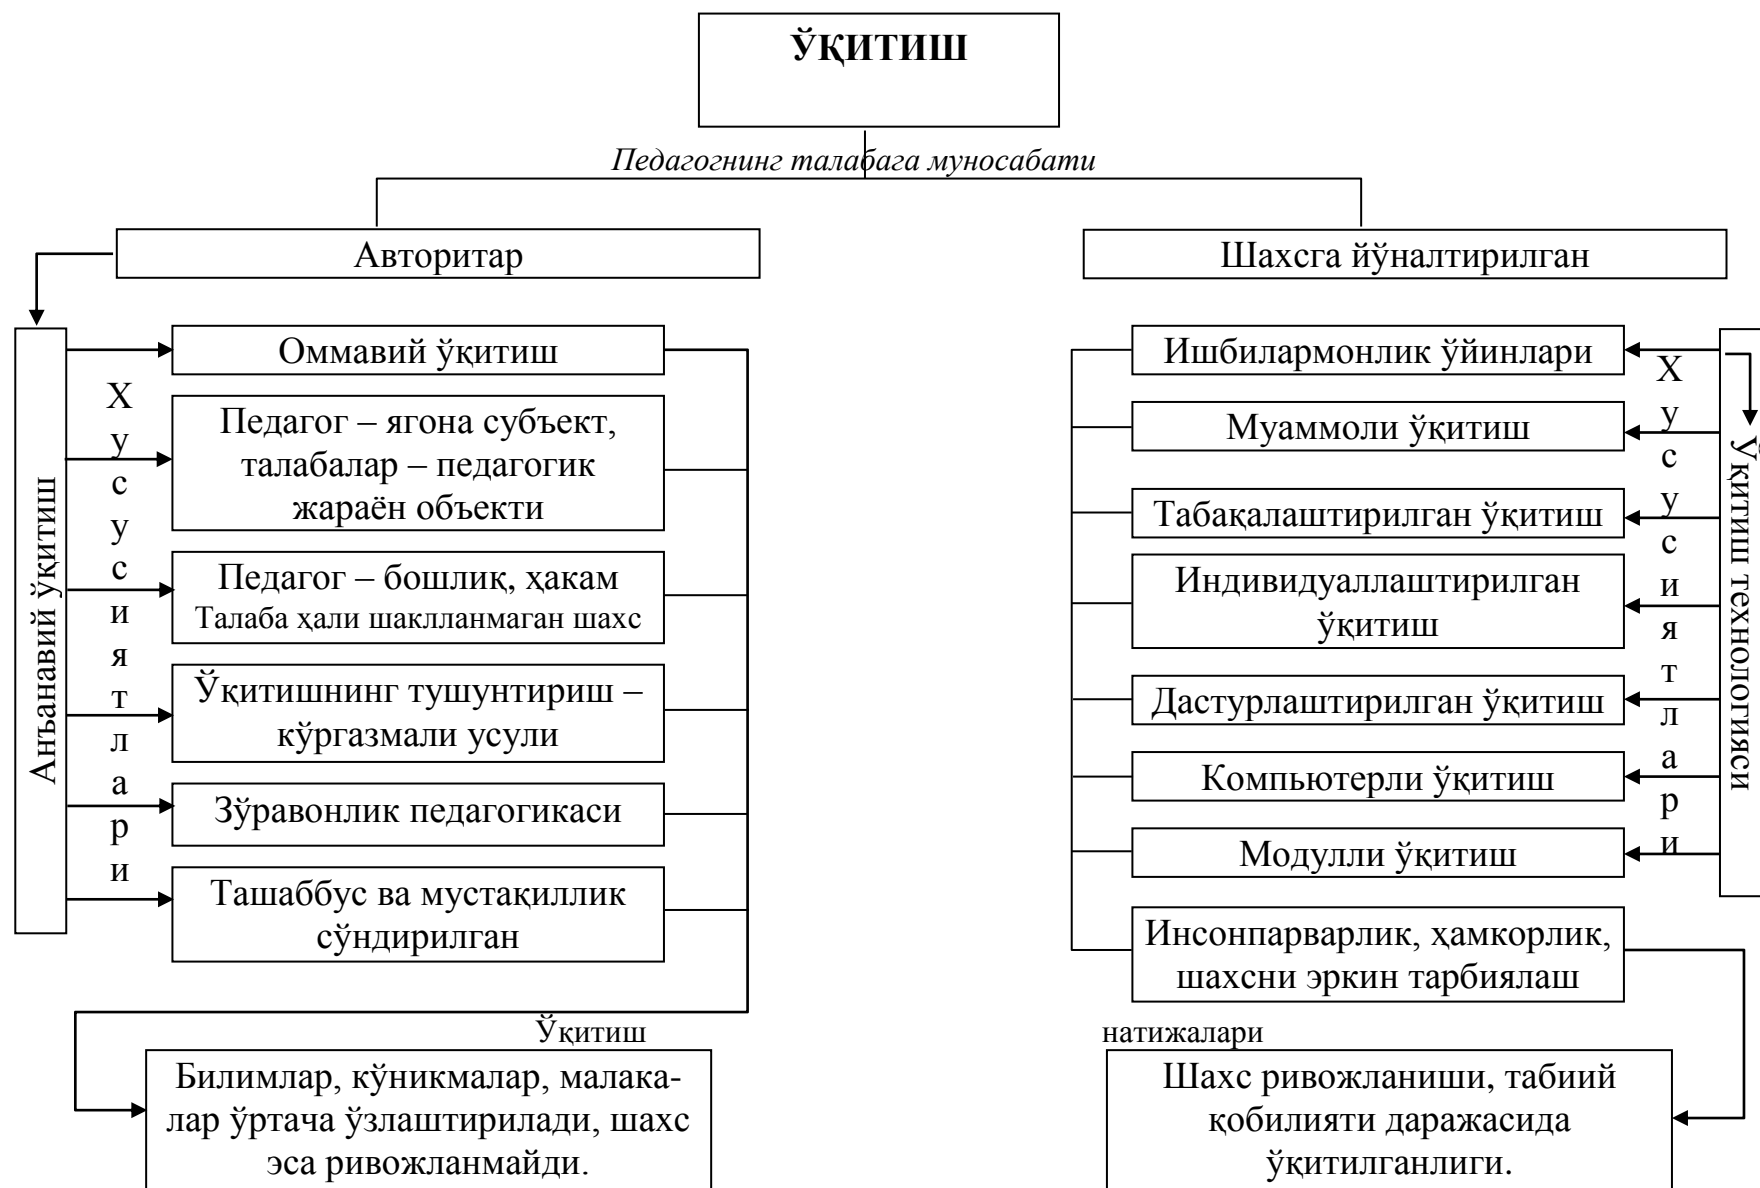 ЎҚИТИШ
Педагогнинг талабага муносабати
Авторитар
Шахсга йўналтирилган
Анъанавий ўқитиш
Хусусиятлари
Оммавий ўқитиш
Педагог – ягона субъект,
талабалар – педагогик
жараён объекти
Педагог – бошлиқ, ҳакам
Талаба ҳали шаклланмаган шахс
Ўқитишнинг тушунтириш –
кўргазмали усули
Зўравонлик педагогикаси
Ташаббус ва мустақиллик
сўндирилган
Ишбилармонлик ўйинлари
Муаммоли ўқитиш
Табақалаштирилган ўқитиш
Индивидуаллаштирилган
ўқитиш
Дастурлаштирилган ўқитиш
Компьютерли ўқитиш
Модулли ўқитиш
Инсонпарварлик, ҳамкорлик,
шахсни эркин тарбиялаш
Хусусиятлари
Ўқитиш технологияси
Ўқитиш натижалари
Билимлар, кўникмалар, малака-
лар ўртача ўзлаштирилади, шахс
эса ривожланмайди.
Шахс ривожланиши, табиий
қобилияти даражасида
ўқитилганлиги.